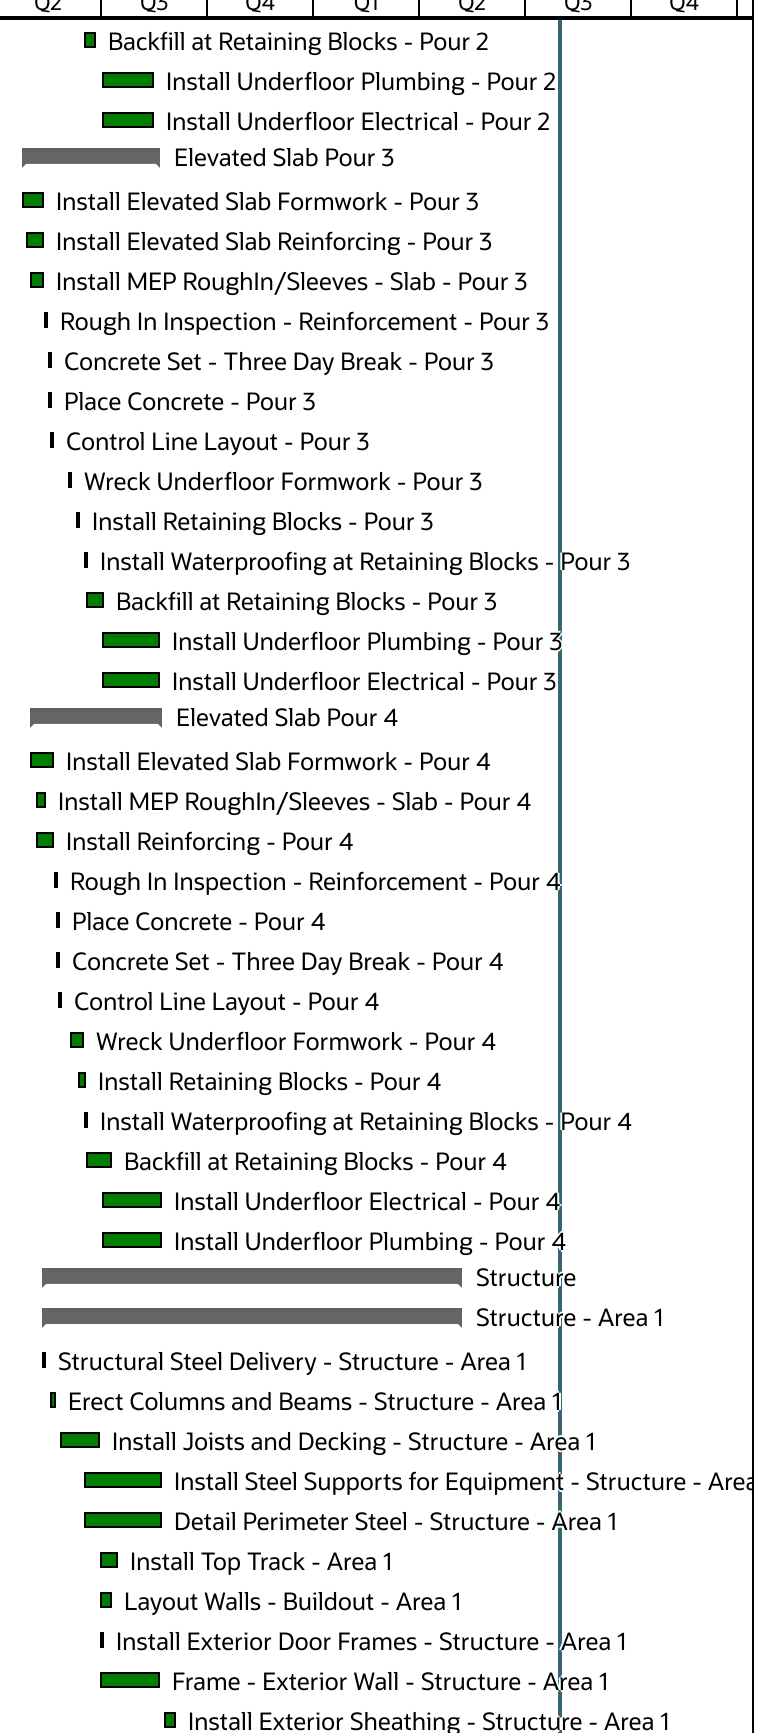 Q2 Q3 Q4 Q1 Q2 Q3 Q4
Backfill at Retaining Blocks - Pour 2
Install Underfloor Plumbing - Pour 2
Install Underfloor Electrical - Pour 2
Elevated Slab Pour 3
Install Elevated Slab Formwork - Pour 3
Install Elevated Slab Reinforcing - Pour 3
Install MEP RoughIn/Sleeves - Slab - Pour 3
Rough In Inspection - Reinforcement - Pour 3
Concrete Set - Three Day Break - Pour 3
Place Concrete - Pour 3
Control Line Layout - Pour 3
Wreck Underfloor Formwork - Pour 3
Install Retaining Blocks - Pour 3
Install Waterproofing at Retaining Blocks - Pour 3
Backfill at Retaining Blocks - Pour 3
Install Underfloor Plumbing - Pour 3
Install Underfloor Electrical - Pour 3
Elevated Slab Pour 4
Install Elevated Slab Formwork - Pour 4
Install MEP RoughIn/Sleeves - Slab - Pour 4
Install Reinforcing - Pour 4
Rough In Inspection - Reinforcement - Pour 4
Place Concrete - Pour 4
Concrete Set - Three Day Break - Pour 4
Control Line Layout - Pour 4
Wreck Underfloor Formwork - Pour 4
Install Retaining Blocks - Pour 4
Install Waterproofing at Retaining Blocks - Pour 4
Backfill at Retaining Blocks - Pour 4
Install Underfloor Electrical - Pour 4
Install Underfloor Plumbing - Pour 4
Structure
Structure - Area 1
Structural Steel Delivery - Structure - Area 1
Erect Columns and Beams - Structure - Area 1
Install Joists and Decking - Structure - Area 1
Install Steel Supports for Equipment - Structure - Area
Detail Perimeter Steel - Structure - Area 1
Install Top Track - Area 1
Layout Walls - Buildout - Area 1
Install Exterior Door Frames - Structure - Area 1
Frame - Exterior Wall - Structure - Area 1
Install Exterior Sheathing - Structure - Area 1